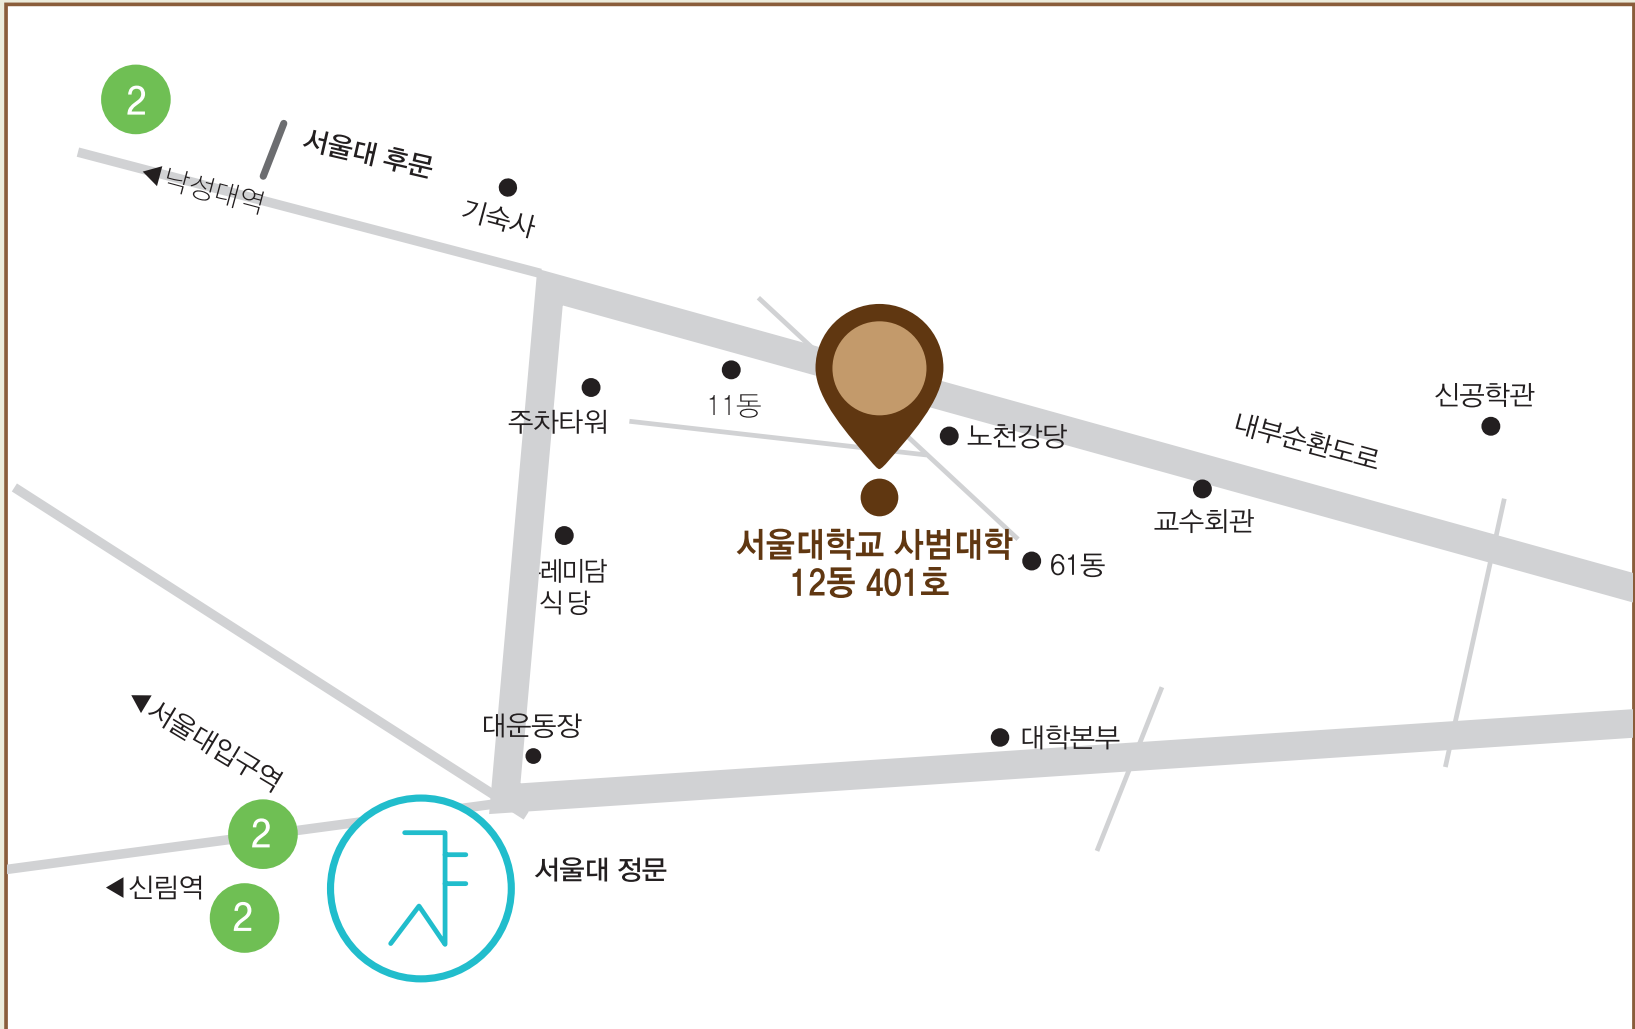 2
서울대 후문
낙성대역
기숙사
주차타워
11동
노천강당
내부순환도로
신공학관
교수회관
서울대학교 사범대학
12동 401호
61동
레미담
식당
대운동장
대학본부
서울대입구역
2
신림역
2
서울대 정문